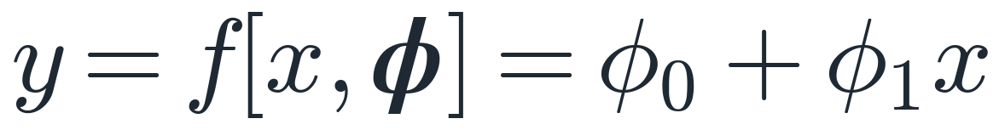 y = f[x, ϕ] = ϕ₀ + ϕ₁x